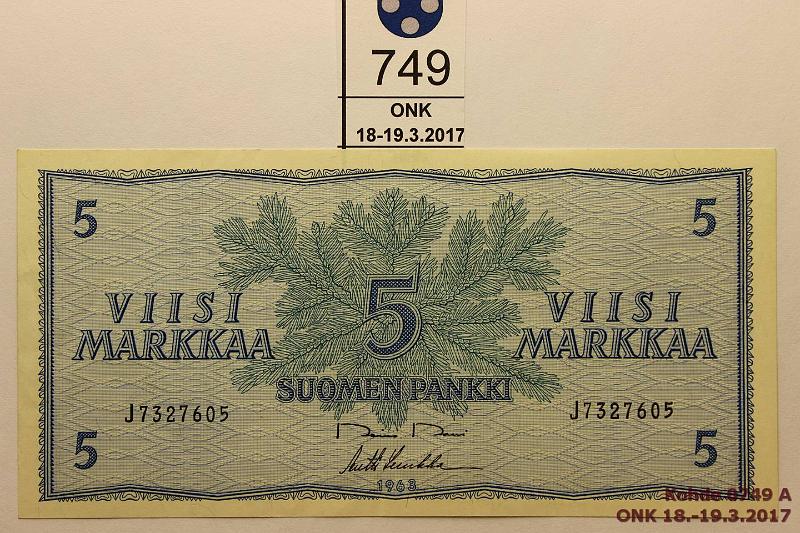 749
ONK
18-19.3.2017
5 5
5
VIISI VIISI
MARKKAA MARKKAA
SUOMEN PANKKI
J7327605 J7327605
5 5
1963
Kohde 0749 A
ONK 18.-19.3.2017